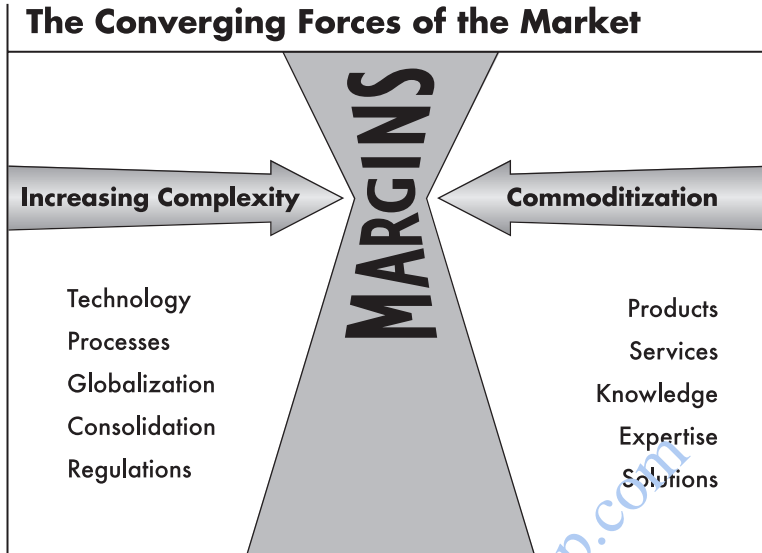 The Converging Forces of the Market
MARGINS
Increasing Complexity
Commoditization
Technology
Processes
Globalization
Consolidation
Regulations
Products
Services
Knowledge
Expertise
Solutions
p.com